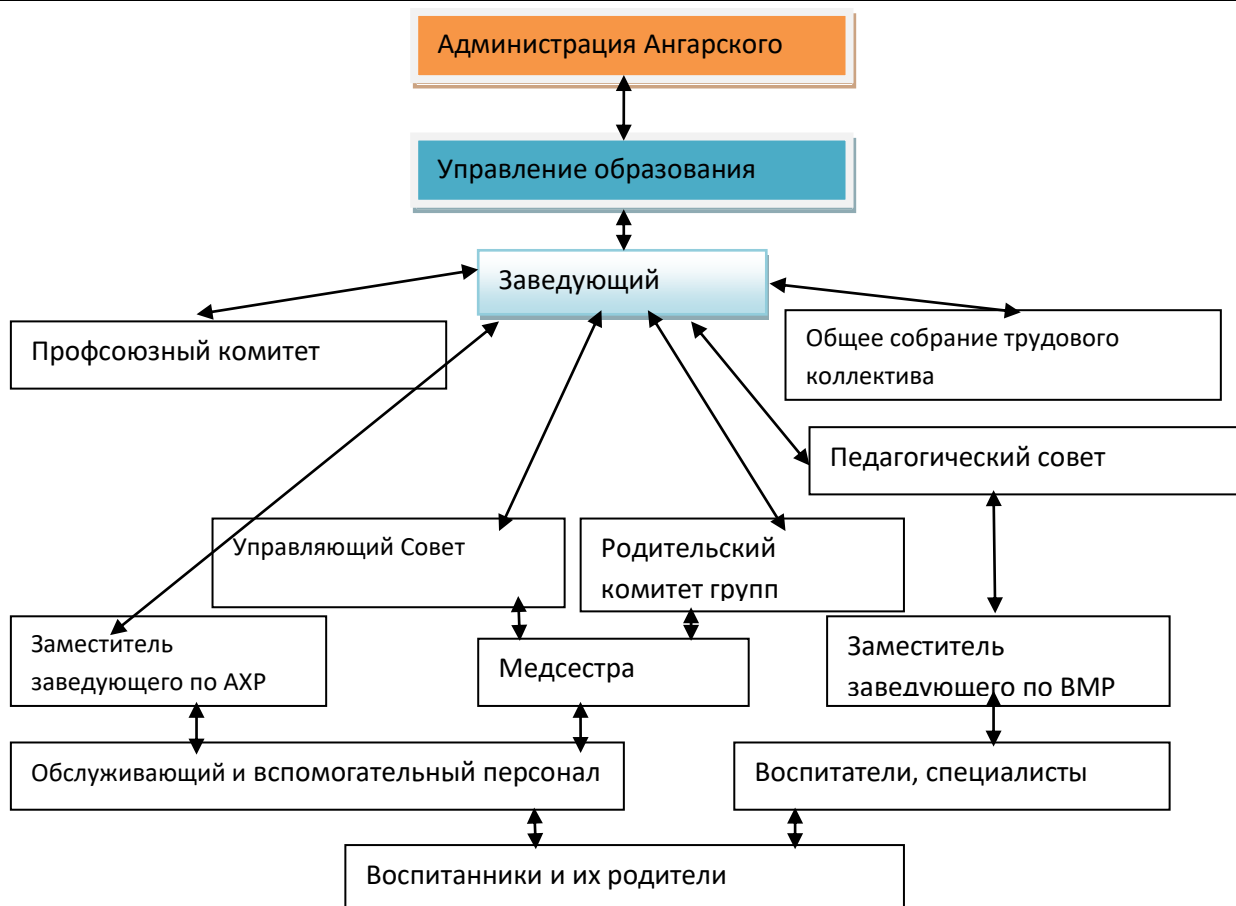 Администрация Ангарского
Управление образования
Заведующий
Профсоюзный комитет
Общее собрание трудового
коллектива
Педагогический совет
Управляющий Совет
Родительский
комитет групп
Заместитель
заведующего по АХР
Медсестра
Заместитель
заведующего по ВМР
Обслуживающий и вспомогательный персонал
Воспитатели, специалисты
Воспитанники и их родители